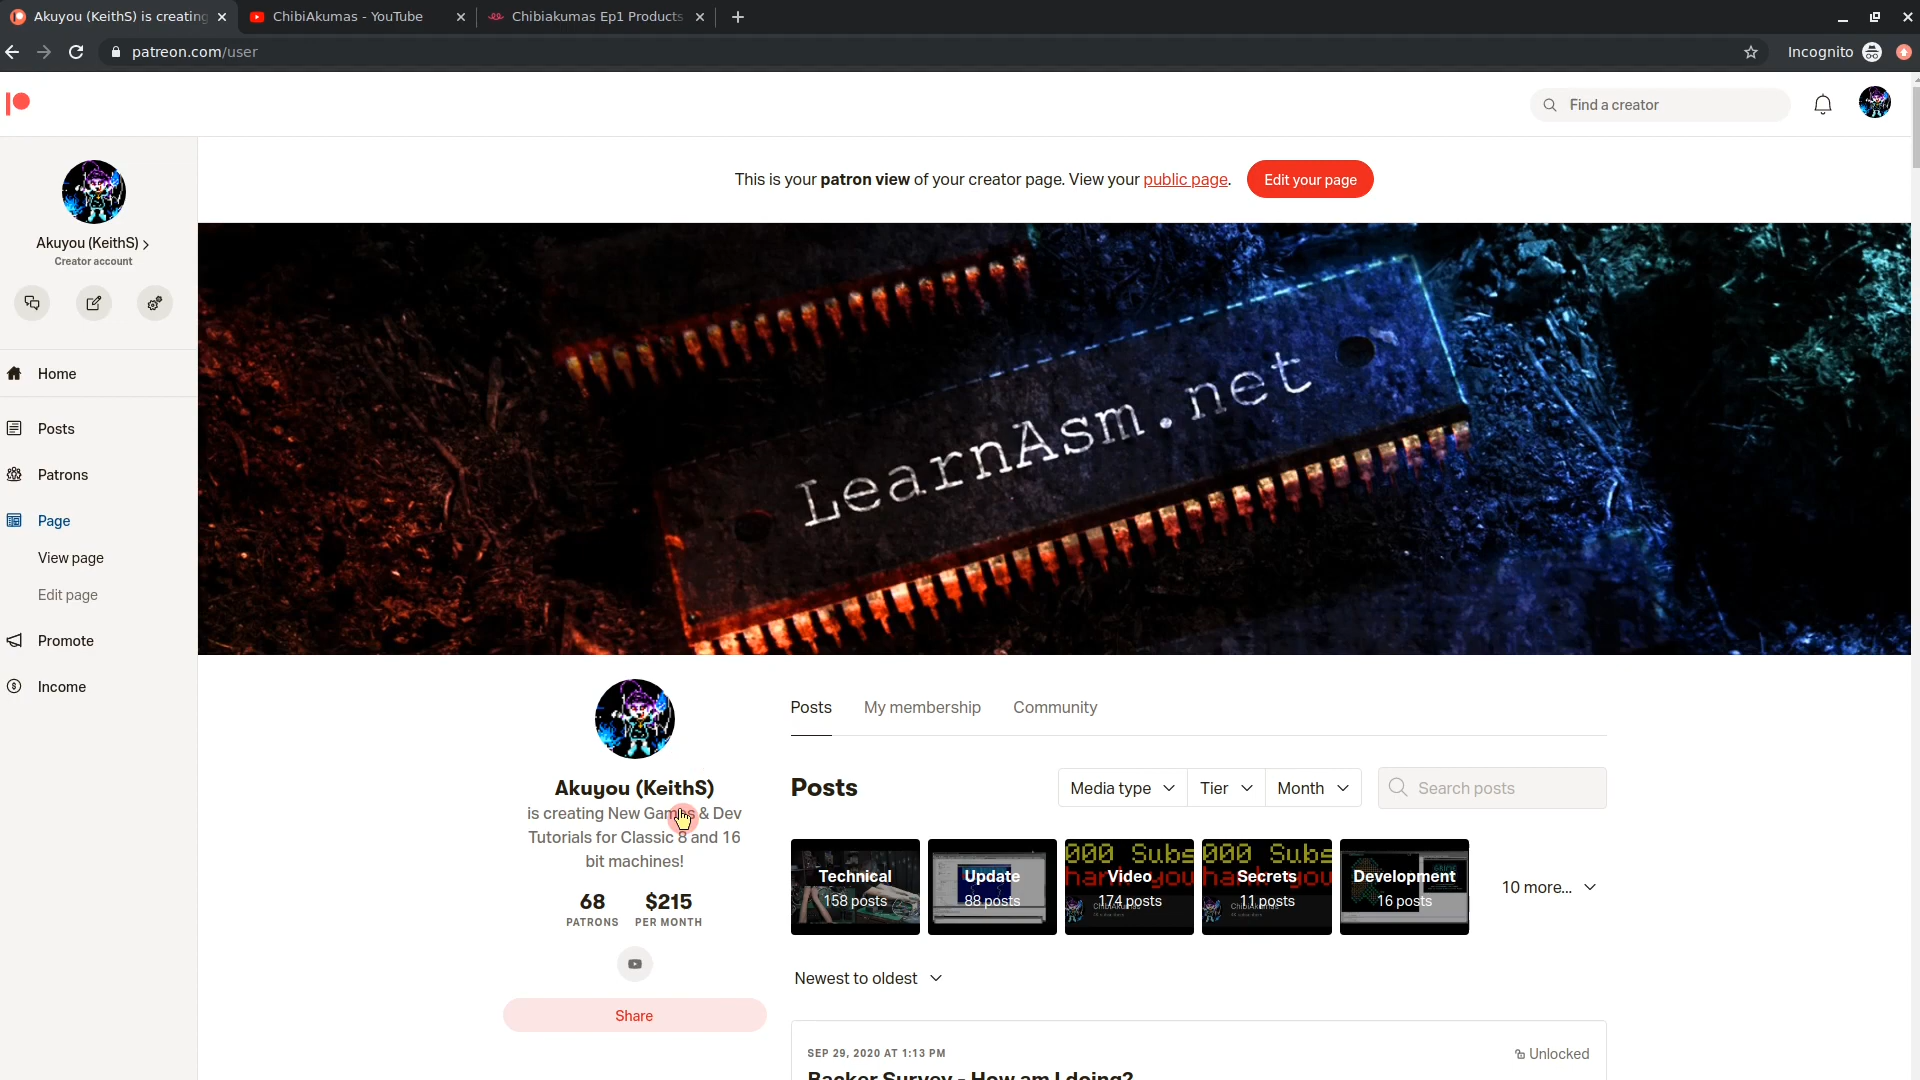 Akuyou (KeithS) is creating
ChibiAkumas - YouTube
Chibiakumas Ep1 Products
patreon.com/user
Incognito
Find a creator
This is your patron view of your creator page. View your public page.
Edit your page
Akuyou (KeithS)
Creator account
Home
Posts
Patrons
Page
View page
Edit page
Promote
Income
LearnAsm.net
Akuyou (KeithS)
is creating New Games & Dev
Tutorials for Classic 8 and 16
bit machines!
68 $215
PATRONS PER MONTH
Share
Posts My membership Community
Posts
Media type Tier Month
Search posts
Technical
158 posts
Update
88 posts
000 Subs
Video
174 posts
000 Subs
Secrets
11 posts
Development
16 posts
10 more...
Newest to oldest
SEP 29, 2020 AT 1:13 PM
Unlocked
Backer Survey - How am I doing?